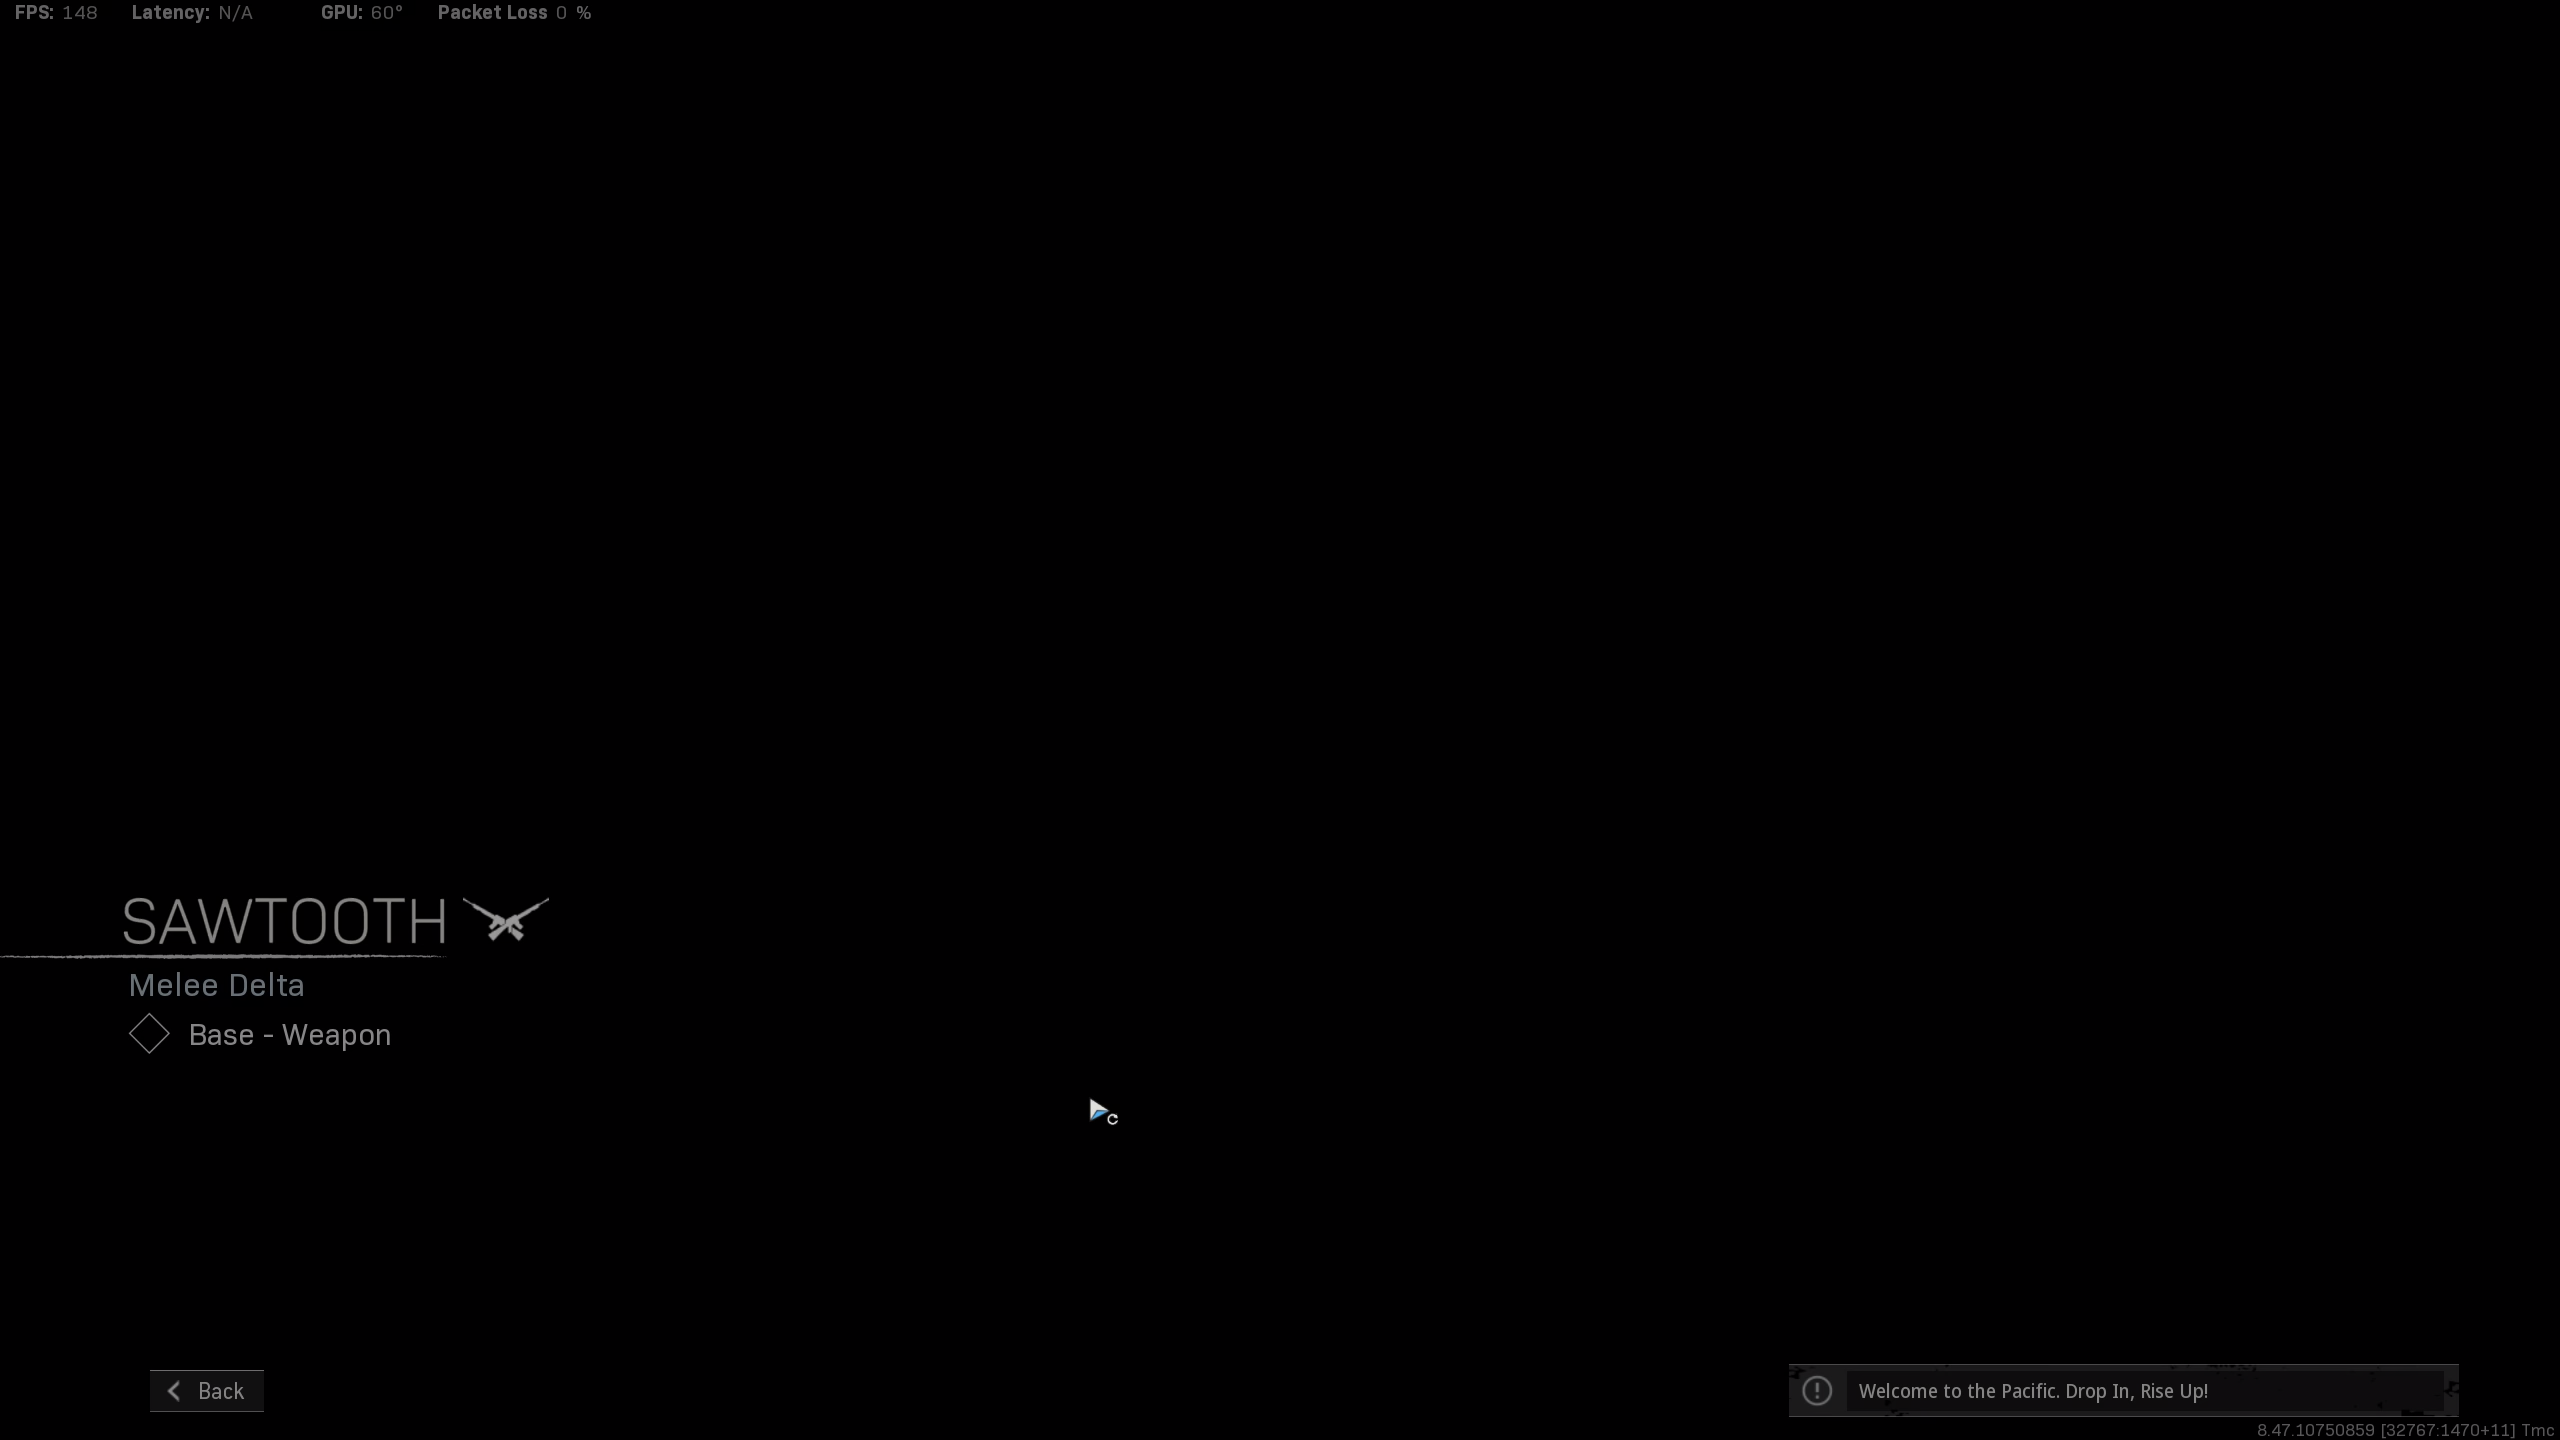 FPS: 148 Latency: N/A GPU: 60° Packet Loss 0 %
SAWTOOTH
Melee Delta
Base - Weapon
Back
Welcome to the Pacific. Drop In, Rise Up!
8.47.10750859 [32767:1470+11] Tmc